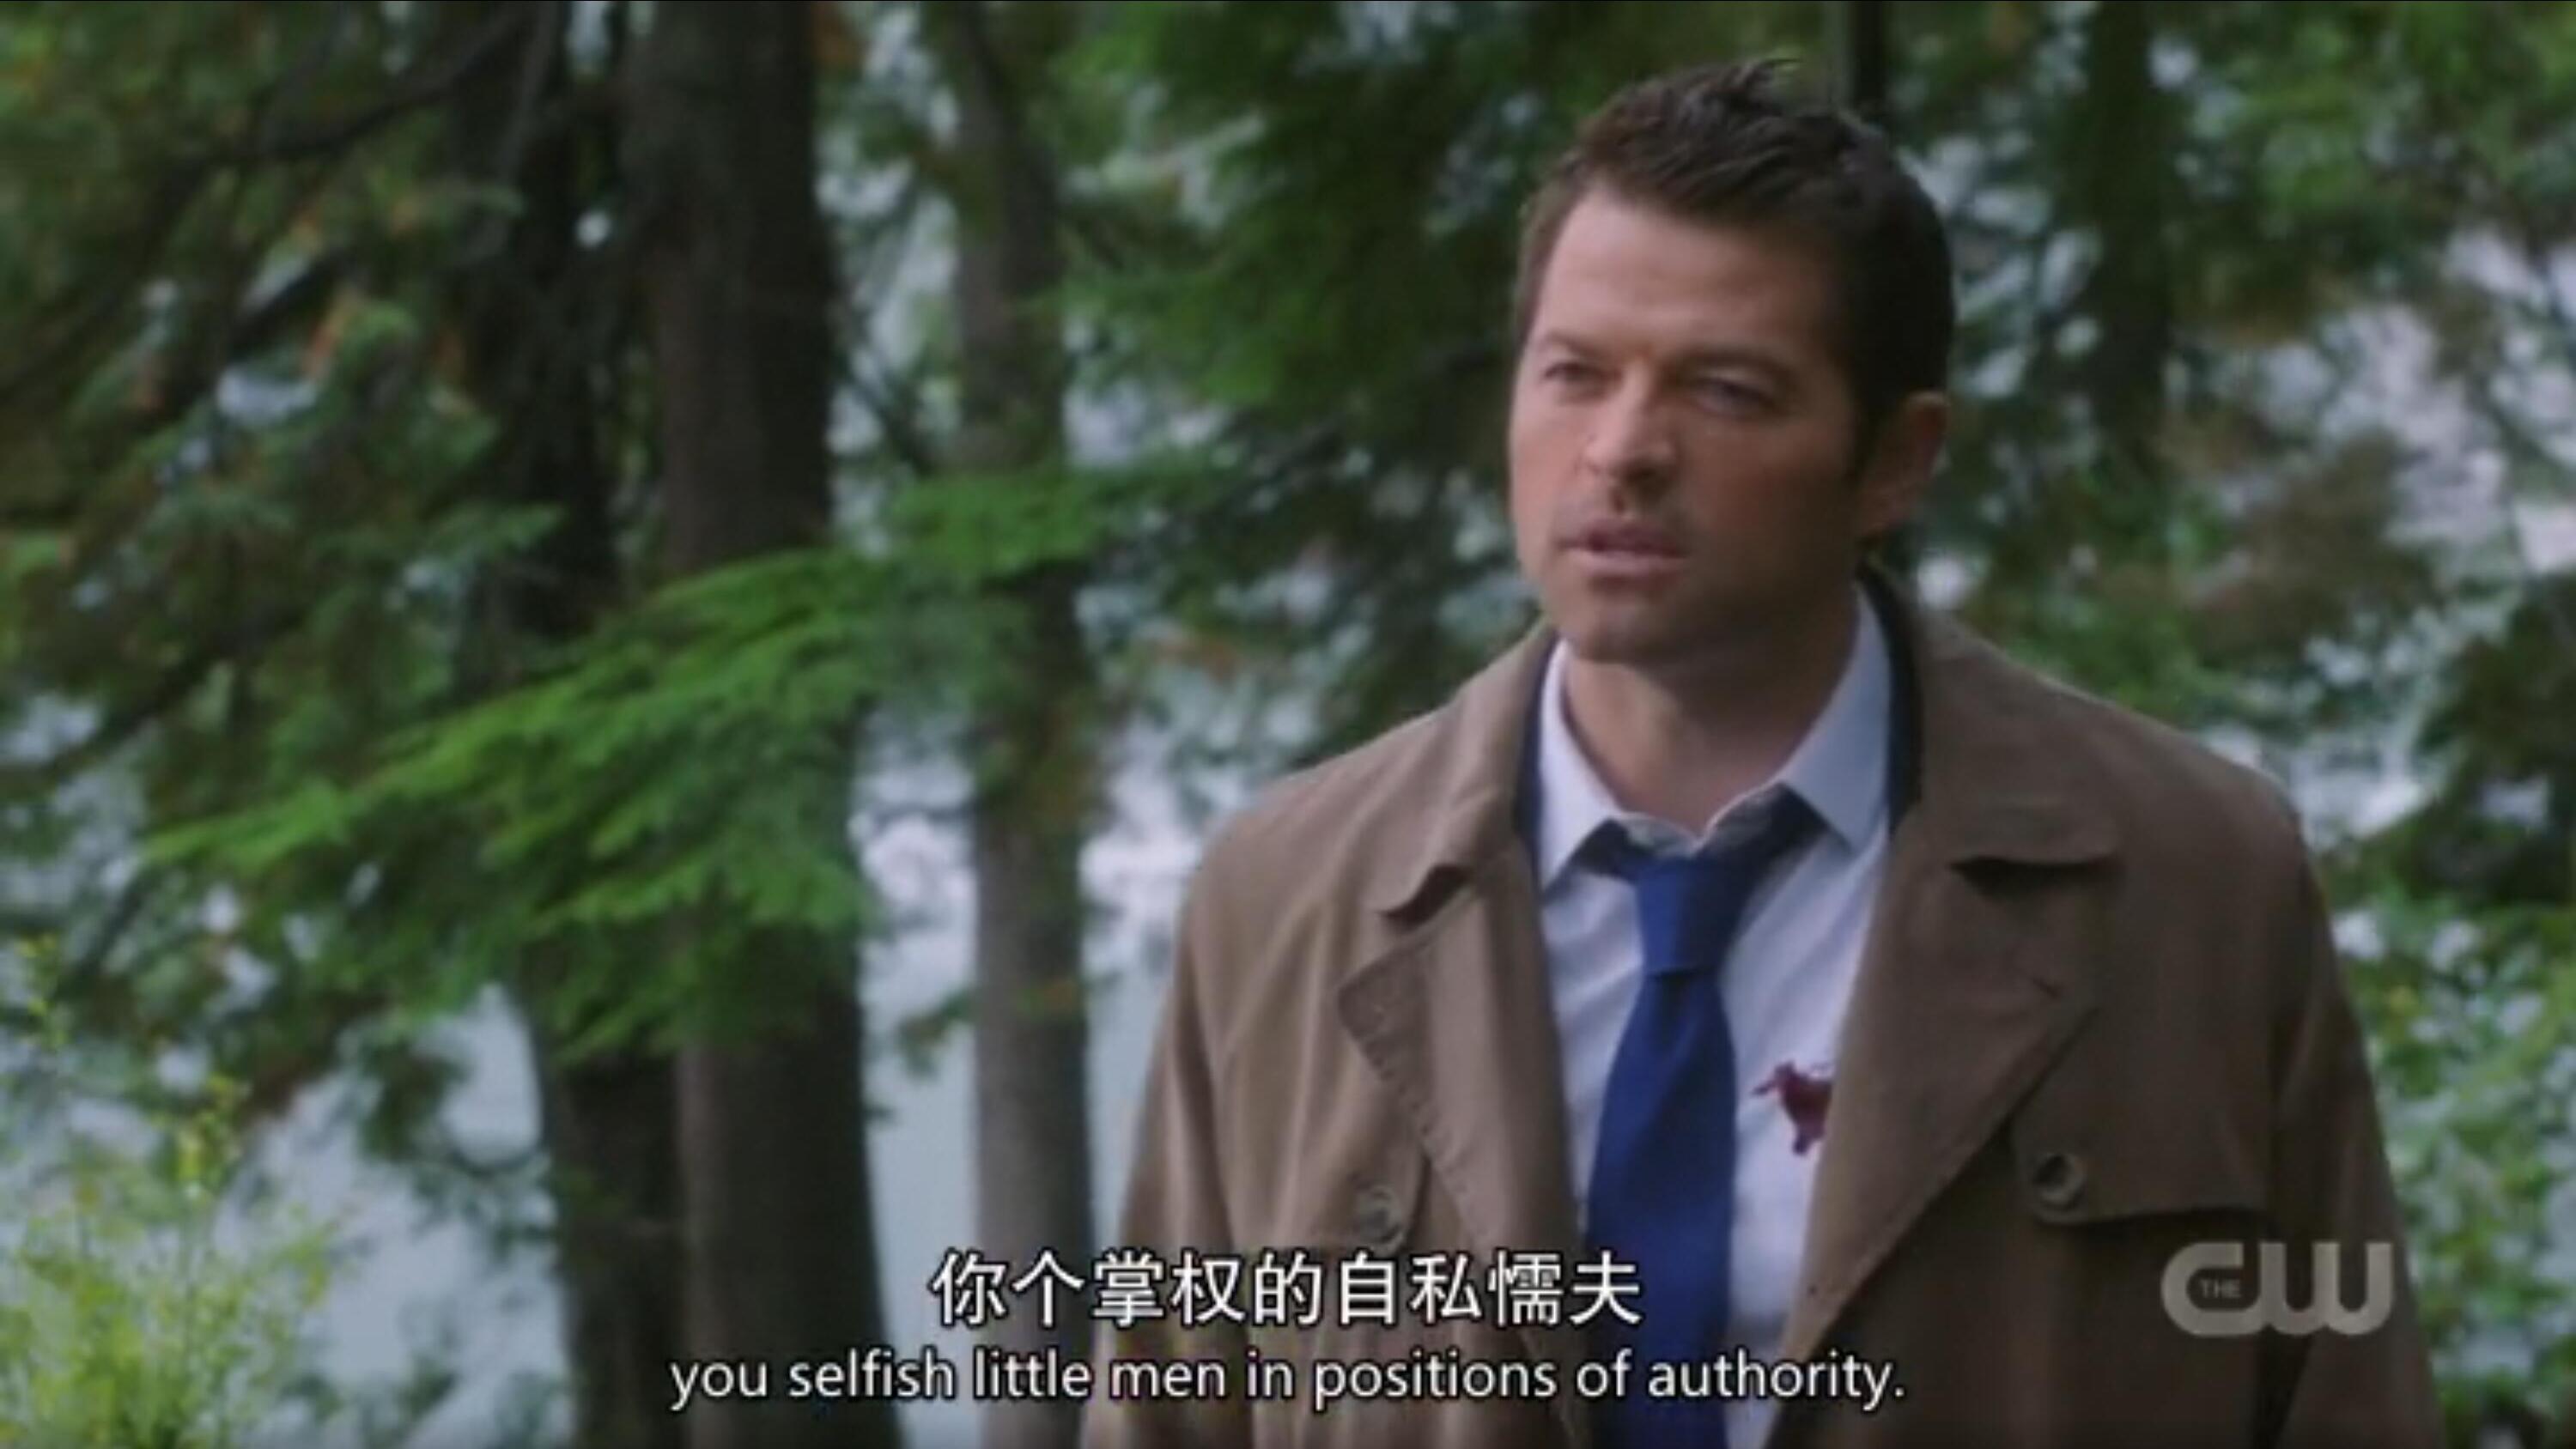 THE CW
你个掌权的自私懦夫
you selfish little men in positions of authority.